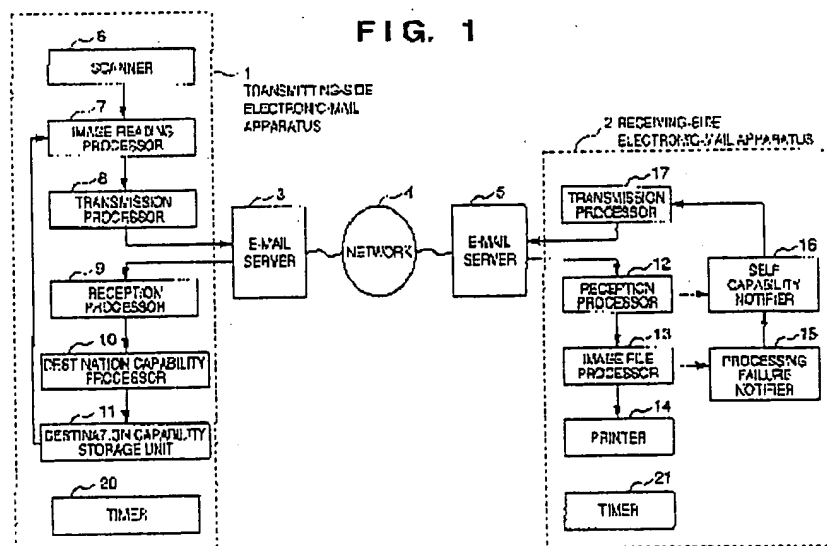 FIG. 1
6
SCANNER
1
TRANSMITTING-SIDE
ELECTRONIC-MAIL
APPARATUS
7
IMAGE READING
PROCESSOR
8
TRANSMISSION
PROCESSOR
9
RECEPTION
PROCESSOR
10
DESTINATION CAPABILITY
PROCESSOR
11
DESTINATION CAPABILITY
STORAGE UNIT
20
TIMER
3
E-MAIL
SERVER
4
NETWORK
5
E-MAIL
SERVER
2 RECEIVING-SIDE
ELECTRONIC-MAIL APPARATUS
17
TRANSMISSION
PROCESSOR
12
RECEPTION
PROCESSOR
16
SELF
CAPABILITY
NOTIFIER
13
IMAGE FILE
PROCESSOR
15
PROCESSING
FAILURE
NOTIFIER
14
PRINTER
21
TIMER